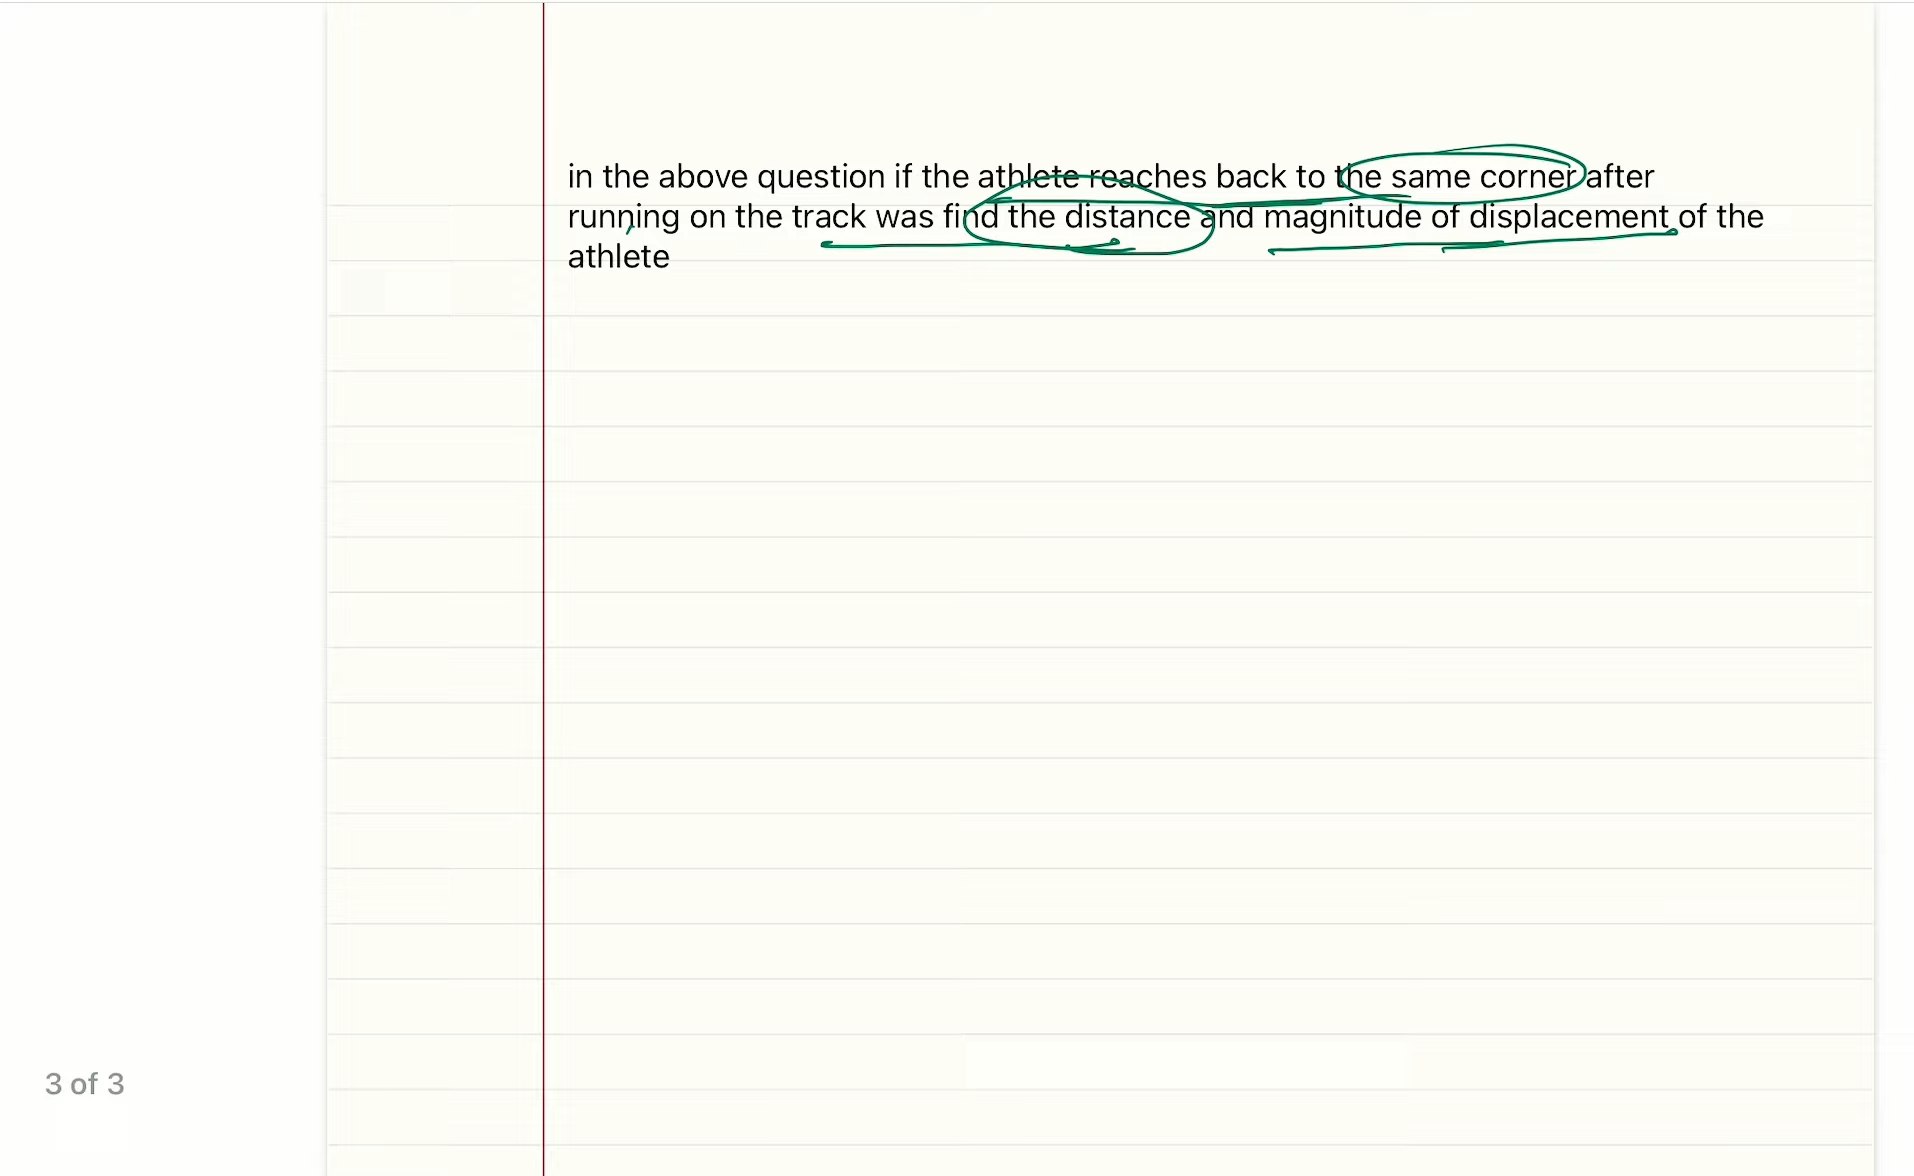 in the above question if the athlete reaches back to the same corner after
running on the track was find the distance and magnitude of displacement of the
athlete
3 of 3